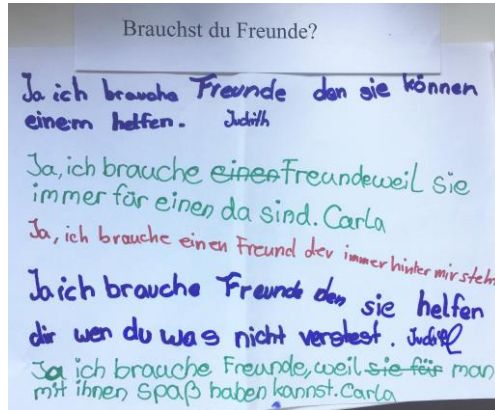 Brauchst du Freunde?
Ja ich brauche Freunde den sie können
einem helfen. Judith
Ja, ich brauche einen Freunde weil sie
immer für einen da sind. Carla
Ja, ich brauche einen Freund der immer hinter mir steht
Ja ich brauche Freunde den sie helfen
dir wen du was nicht verstest. Judith
Ja ich brauche Freunde, weil sie für man
mit ihnen Spaß haben kannst. Carla